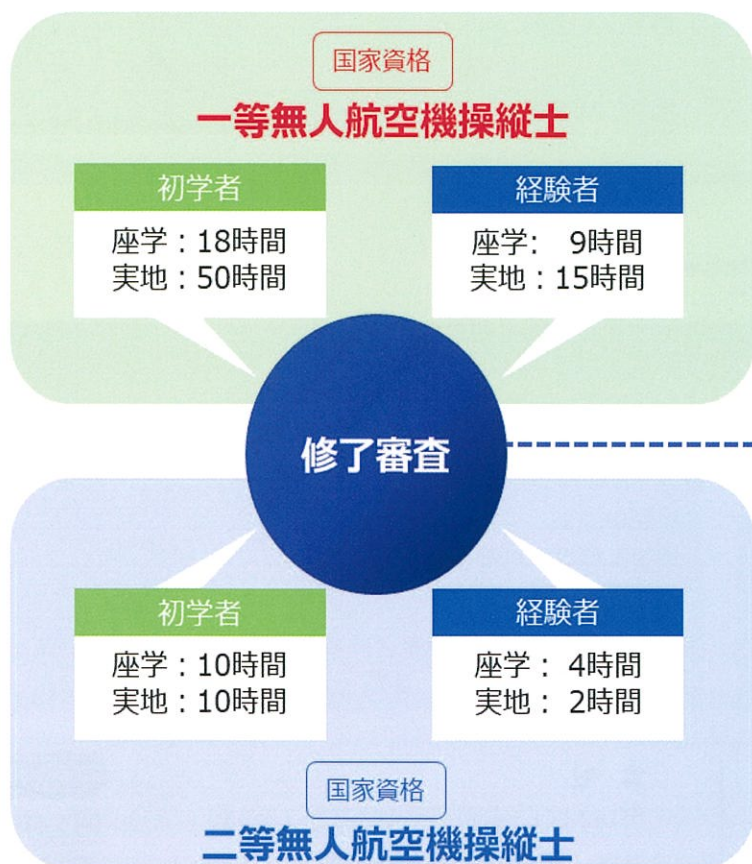 国家資格
一等無人航空機操縦士
初学者
座学:18時間
実地:50時間
経験者
座学: 9時間
実地:15時間
修了審査
初学者
座学:10時間
実地:10時間
経験者
座学: 4時間
実地: 2時間
国家資格
二等無人航空機操縦士